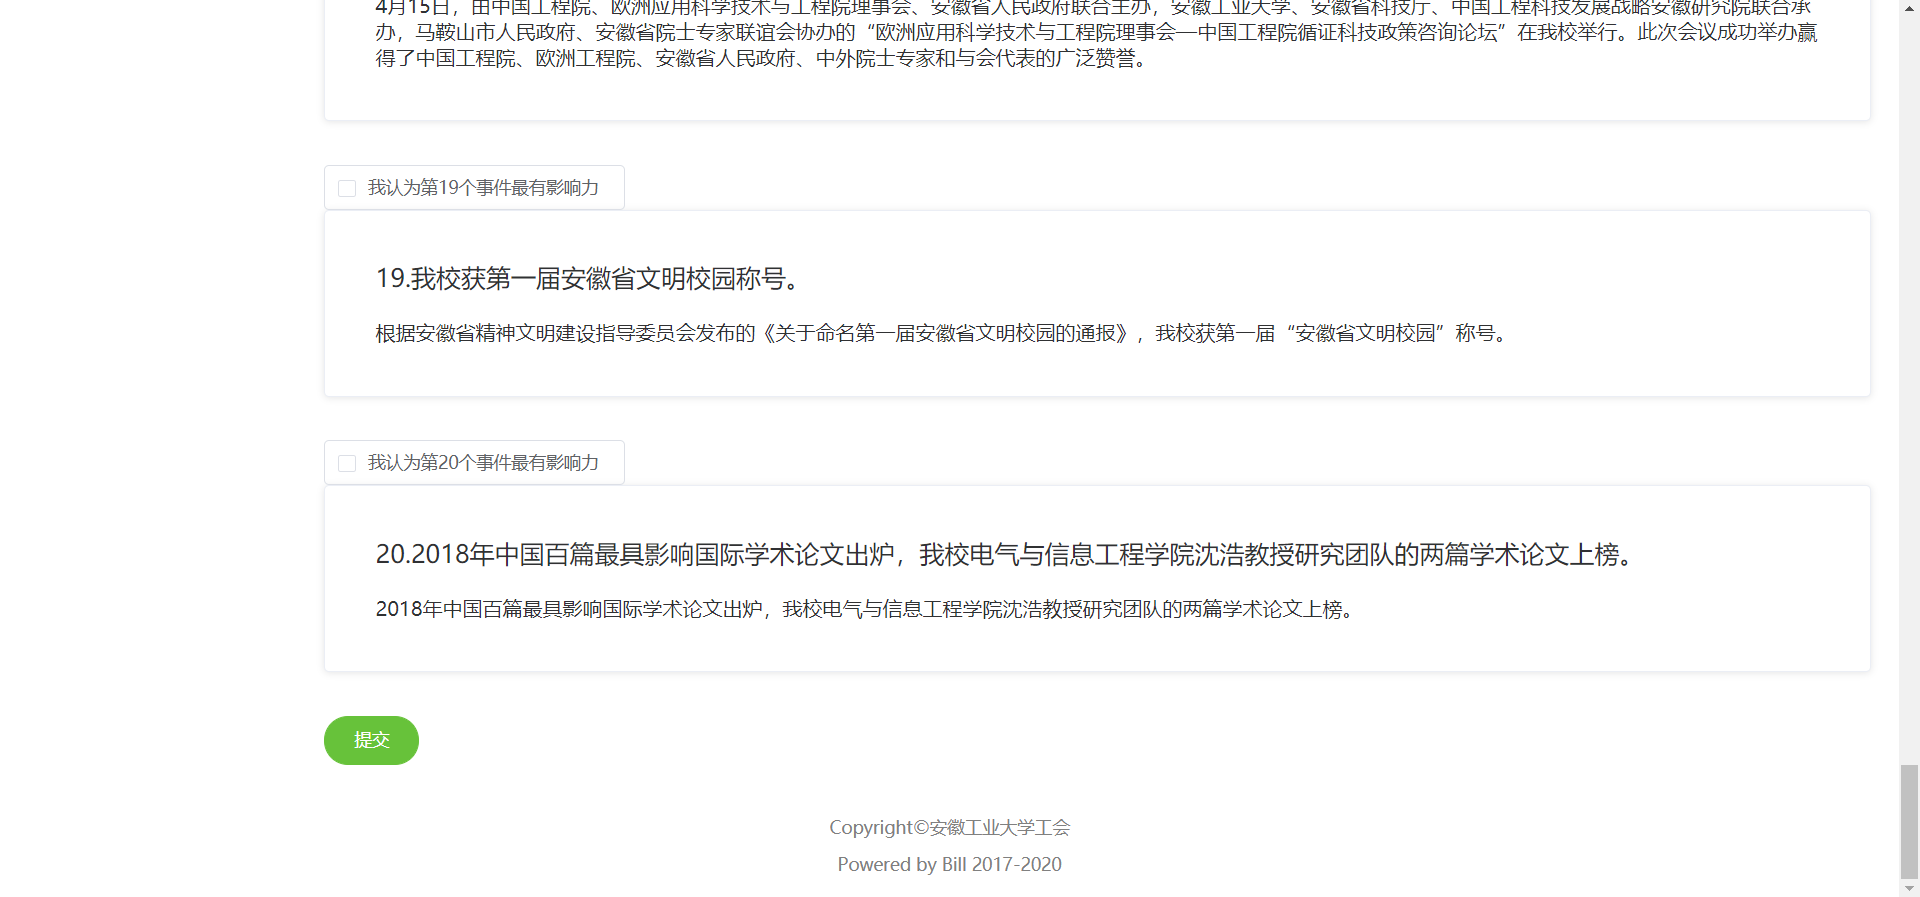 4月15日，由中国工程院、欧洲应用科学技术与工程院理事会、安徽省人民政府联合主办，安徽工业大学、安徽省科技厅、中国工程科技发展战略安徽研究院联合承
办，马鞍山市人民政府、安徽省院士专家联谊会协办的“欧洲应用科学技术与工程院理事会—中国工程院循证科技政策咨询论坛”在我校举行。此次会议成功举办赢
得了中国工程院、欧洲工程院、安徽省人民政府、中外院士专家和与会代表的广泛赞誉。
我认为第19个事件最有影响力
19.我校获第一届安徽省文明校园称号。
根据安徽省精神文明建设指导委员会发布的《关于命名第一届安徽省文明校园的通报》，我校获第一届“安徽省文明校园”称号。
我认为第20个事件最有影响力
20.2018年中国百篇最具影响国际学术论文出炉，我校电气与信息工程学院沈浩教授研究团队的两篇学术论文上榜。
2018年中国百篇最具影响国际学术论文出炉，我校电气与信息工程学院沈浩教授研究团队的两篇学术论文上榜。
提交
Copyright©安徽工业大学工会
Powered by Bill 2017-2020